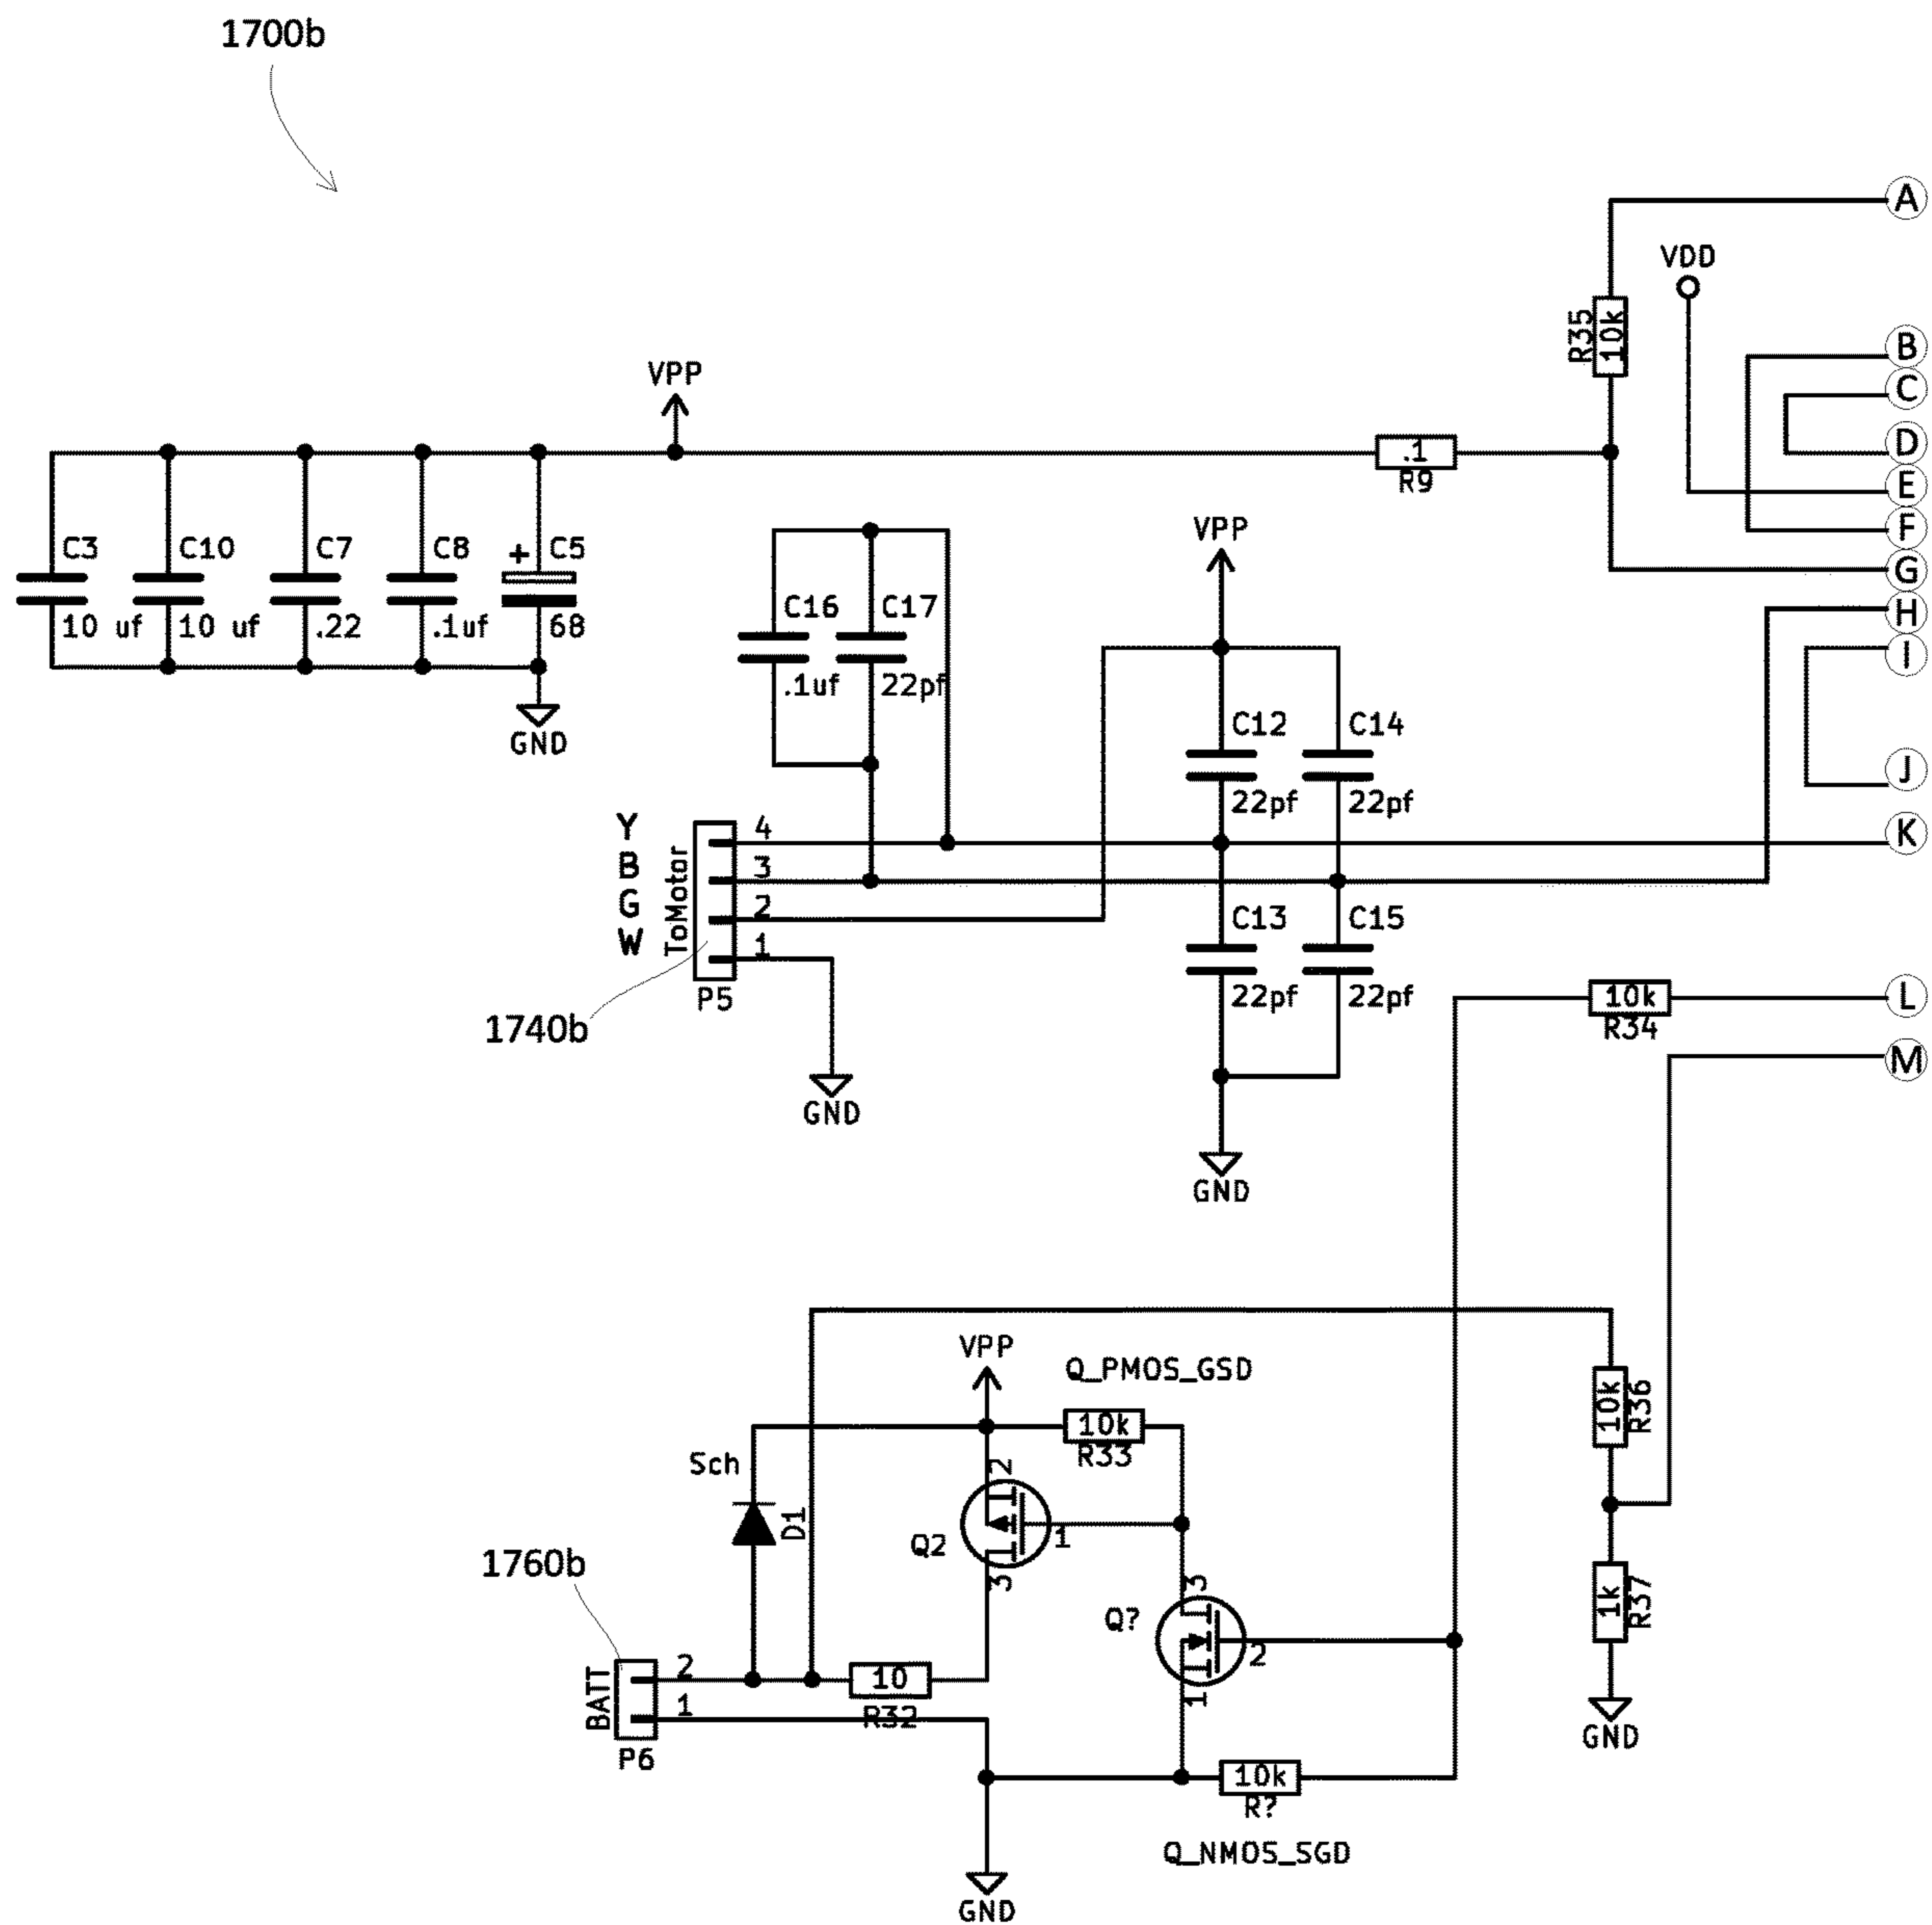 1700b
A
VDD
R35
10k
B
C
D
E
F
G
H
I
J
K
L
M
VPP
.1
R9
C3
10 uf
C10
10 uf
C7
.22
C8
.1uf
+ C5
68
GND
C16
.1uf
C17
22pf
VPP
C12
22pf
C14
22pf
C13
22pf
C15
22pf
GND
Y
B
G
W
ToMotor
4
3
2
1
P5
1740b
GND
10k
R34
VPP
Q_PMOS_GSD
10k
R33
Sch
D1
Q2
2
1
3
Q?
3
2
1
10k
R36
1k
R37
GND
1760b
BATT
2
1
P6
10
R32
10k
R?
Q_NMOS_SGD
GND